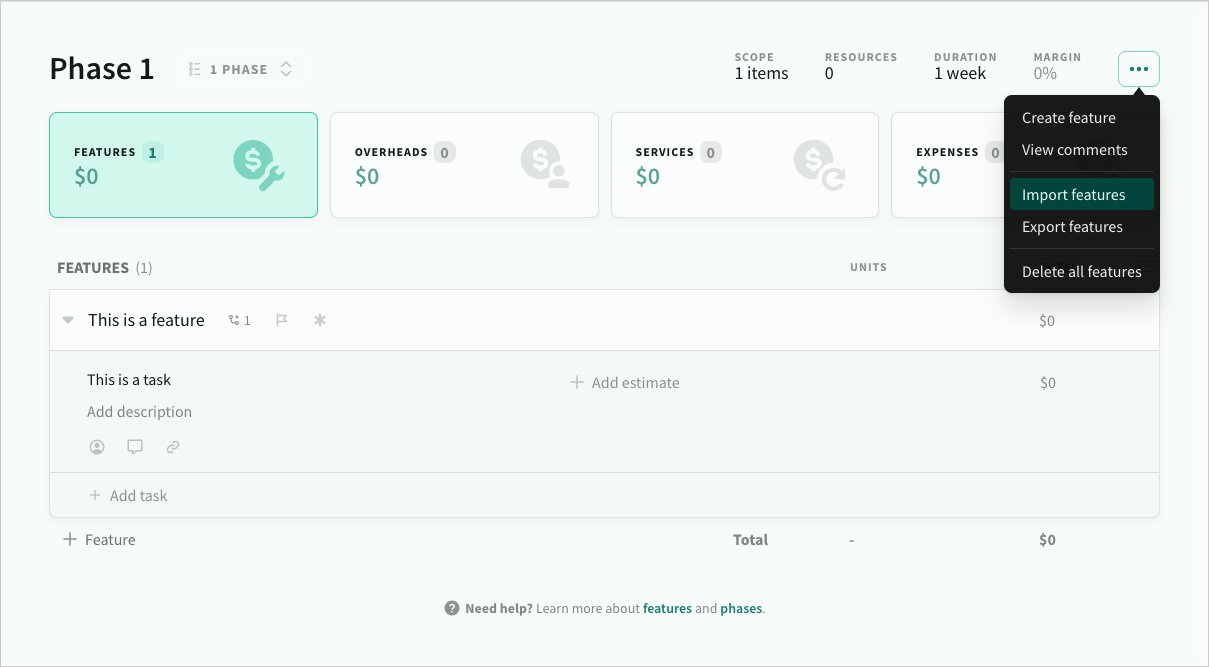 Phase 1
1 PHASE
SCOPE
1 items
RESOURCES
0
DURATION
1 week
MARGIN
0%
Create feature
View comments
Import features
Export features
Delete all features
FEATURES 1
$0
OVERHEADS 0
$0
SERVICES 0
$0
EXPENSES 0
$0
FEATURES (1)
UNITS
This is a feature 1 $0
This is a task
Add estimate
$0
Add description
Add task
Feature
Total - $0
Need help? Learn more about features and phases.